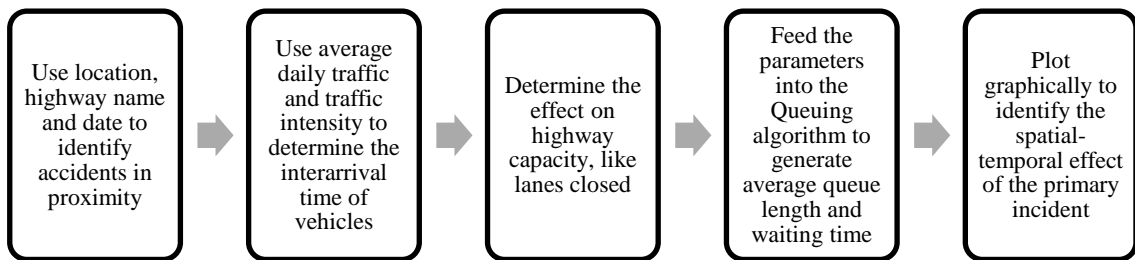 Use location,
highway name
and date to
identify
accidents in
proximity
Use average
daily traffic
and traffic
intensity to
determine the
interarrival
time of
vehicles
Determine the
effect on
highway
capacity, like
lanes closed
Feed the
parameters
into the
Queuing
algorithm to
generate
average queue
length and
waiting time
Plot
graphically to
identify the
spatial-
temporal effect
of the primary
incident